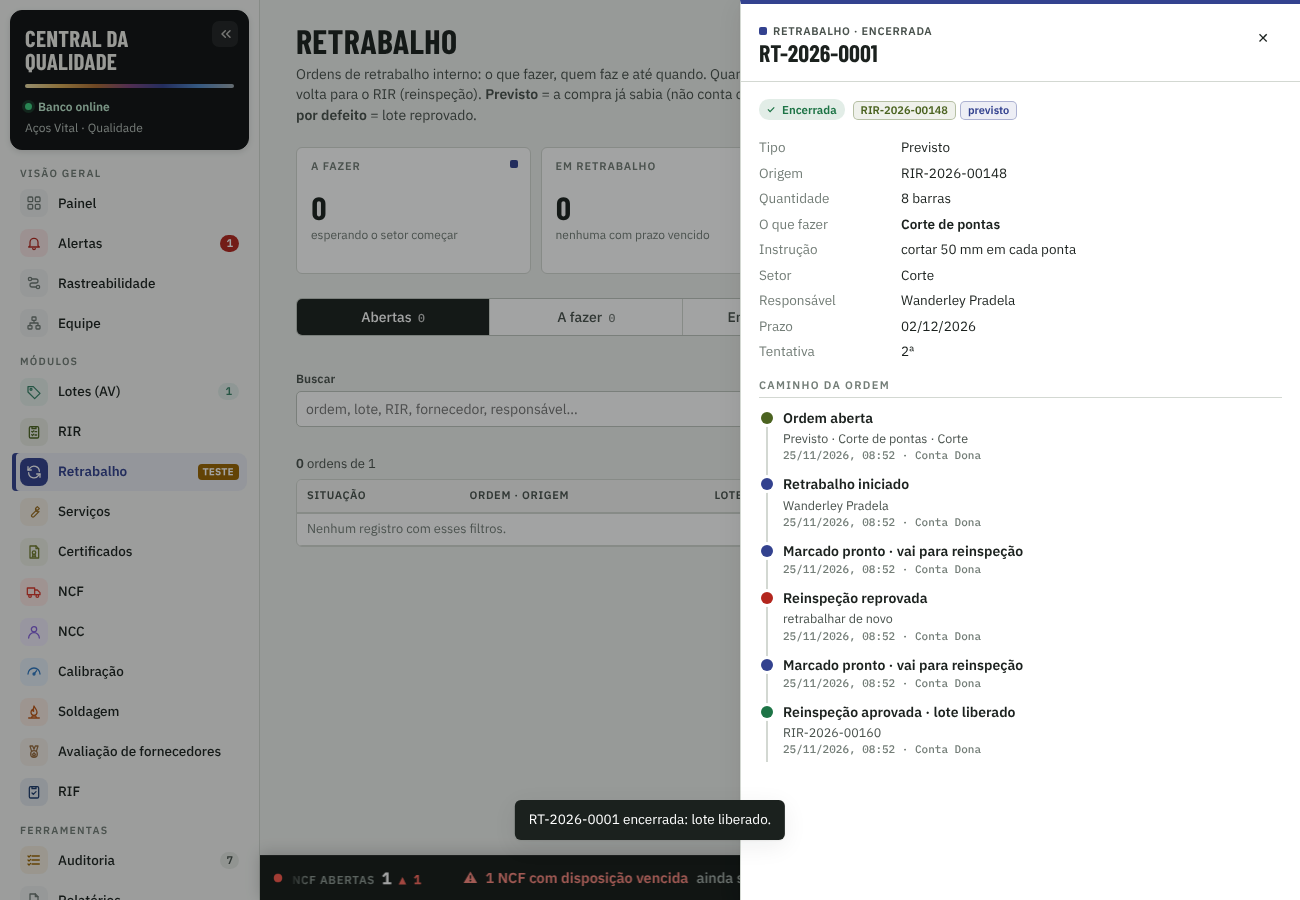 CENTRAL DA
QUALIDADE
Banco online
Aços Vital · Qualidade
VISÃO GERAL
Painel
Alertas 1
Rastreabilidade
Equipe
MÓDULOS
Lotes (AV) 1
RIR
Retrabalho TESTE
Serviços
Certificados
NCF
NCC
Calibração
Soldagem
Avaliação de fornecedores
RIF
FERRAMENTAS
Auditoria 7
RETRABALHO
Ordens de retrabalho interno: o que fazer, quem faz e até quando.
volta para o RIR (reinspeção). Previsto = a compra já sabia (não conta
por defeito = lote reprovado.
A FAZER
0
esperando o setor começar
EM RETRABALHO
0
nenhuma com prazo vencido
Abertas 0
A fazer 0
Buscar
ordem, lote, RIR, fornecedor, responsável...
0 ordens de 1
SITUAÇÃO ORDEM · ORIGEM LOTE
Nenhum registro com esses filtros.
NCF ABERTAS 1 ▲ 1 1 NCF com disposição vencida ainda
RT-2026-0001 encerrada: lote liberado.
RETRABALHO · ENCERRADA
RT-2026-0001
✕
✓ Encerrada RIR-2026-00148 previsto
Tipo Previsto
Origem RIR-2026-00148
Quantidade 8 barras
O que fazer Corte de pontas
Instrução cortar 50 mm em cada ponta
Setor Corte
Responsável Wanderley Pradela
Prazo 02/12/2026
Tentativa 2ª
CAMINHO DA ORDEM
Ordem aberta
Previsto · Corte de pontas · Corte
25/11/2026, 08:52 · Conta Dona
Retrabalho iniciado
Wanderley Pradela
25/11/2026, 08:52 · Conta Dona
Marcado pronto · vai para reinspeção
25/11/2026, 08:52 · Conta Dona
Reinspeção reprovada
retrabalhar de novo
25/11/2026, 08:52 · Conta Dona
Marcado pronto · vai para reinspeção
25/11/2026, 08:52 · Conta Dona
Reinspeção aprovada · lote liberado
RIR-2026-00160
25/11/2026, 08:52 · Conta Dona